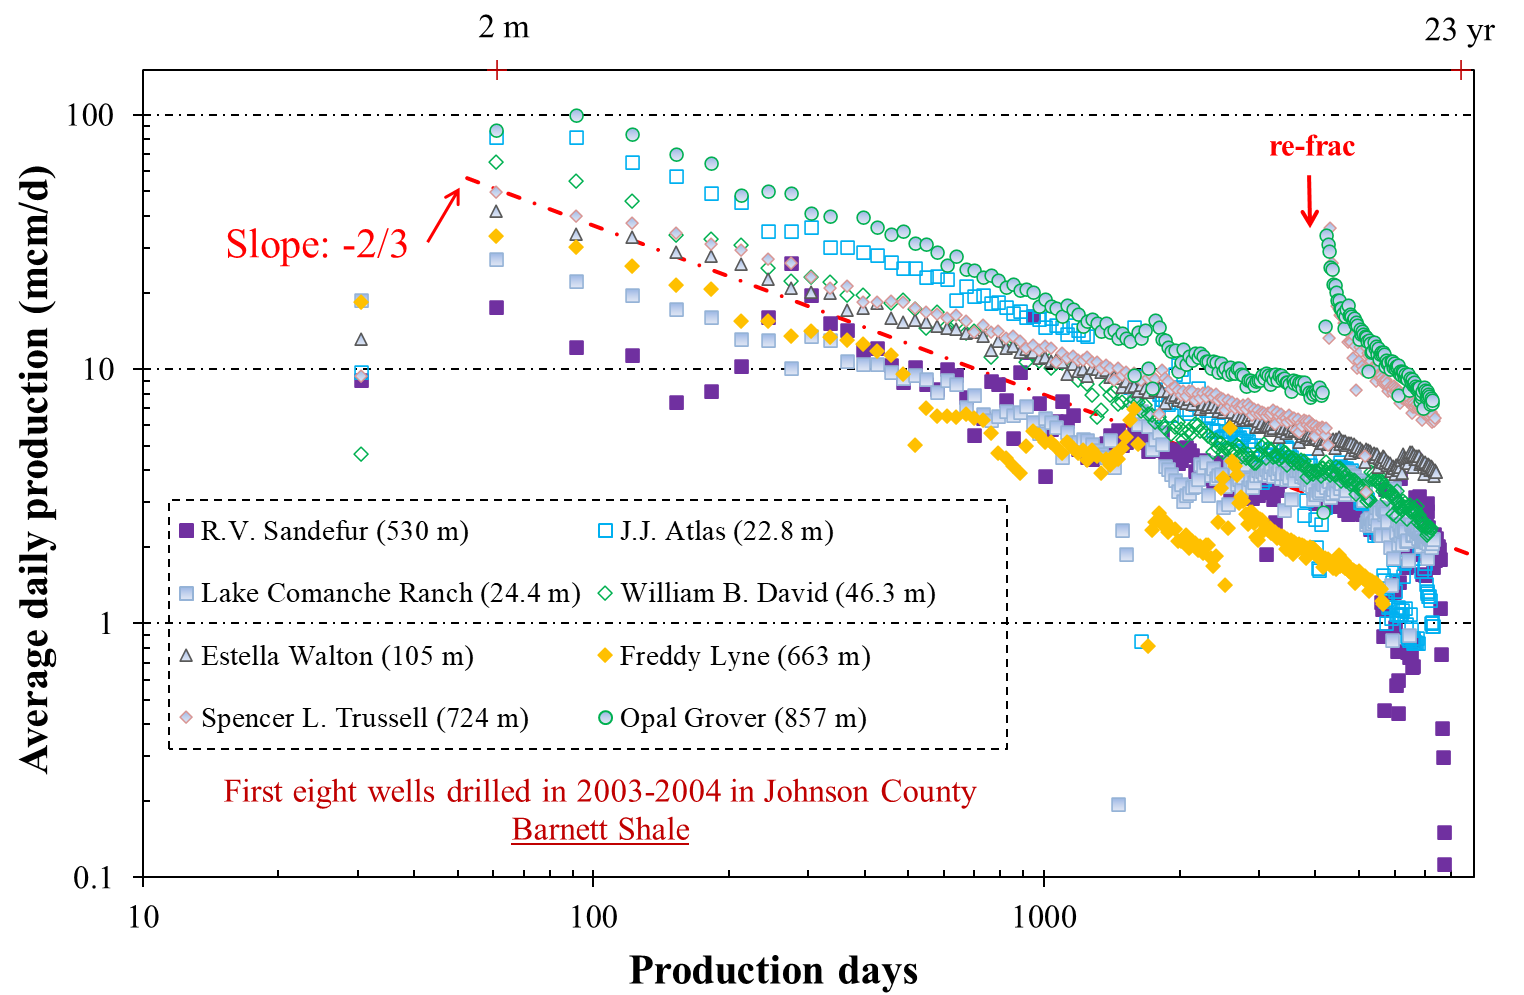 2 m
23 yr
100
10
1
0.1
10
100
1000
Average daily production (mcm/d)
Production days
Slope: -2/3
re-frac
R.V. Sandefur (530 m)
J.J. Atlas (22.8 m)
Lake Comanche Ranch (24.4 m)
William B. David (46.3 m)
Estella Walton (105 m)
Freddy Lyne (663 m)
Spencer L. Trussell (724 m)
Opal Grover (857 m)
First eight wells drilled in 2003-2004 in Johnson County
Barnett Shale